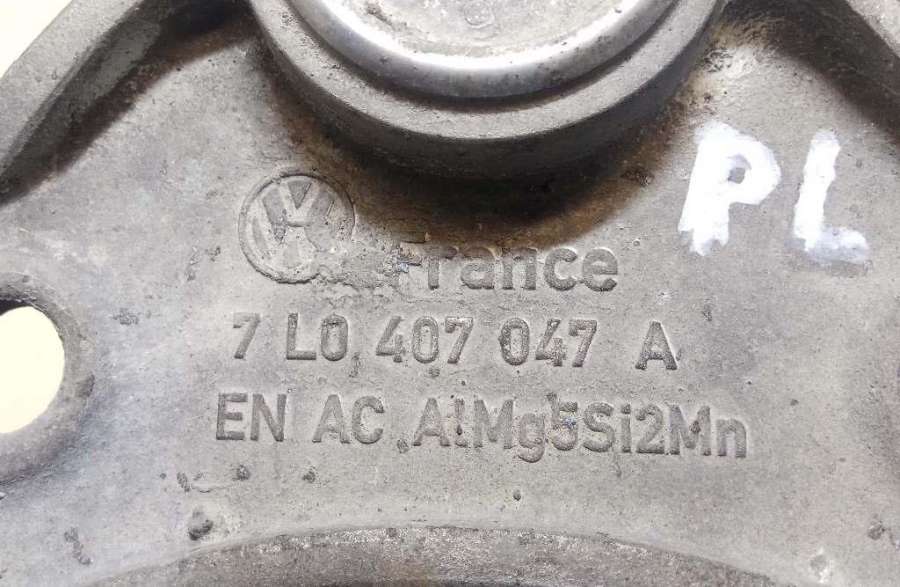 PL
VW
France
7 L0 407 047 A
EN AC AlMg5Si2Mn